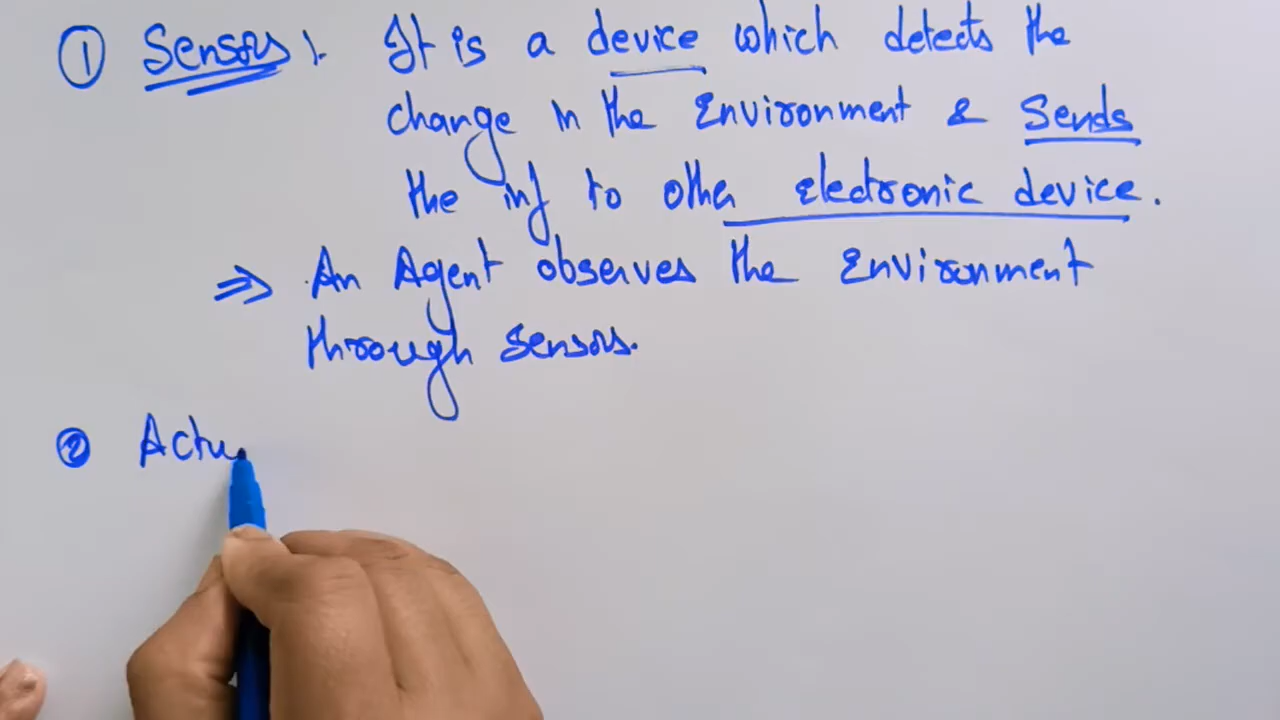 ① Sensors :- It is a device which detects the
change in the Environment & Sends
the inf to othe electronic device.
⇒ An Agent observes the Environment
through sensors.
② Actu